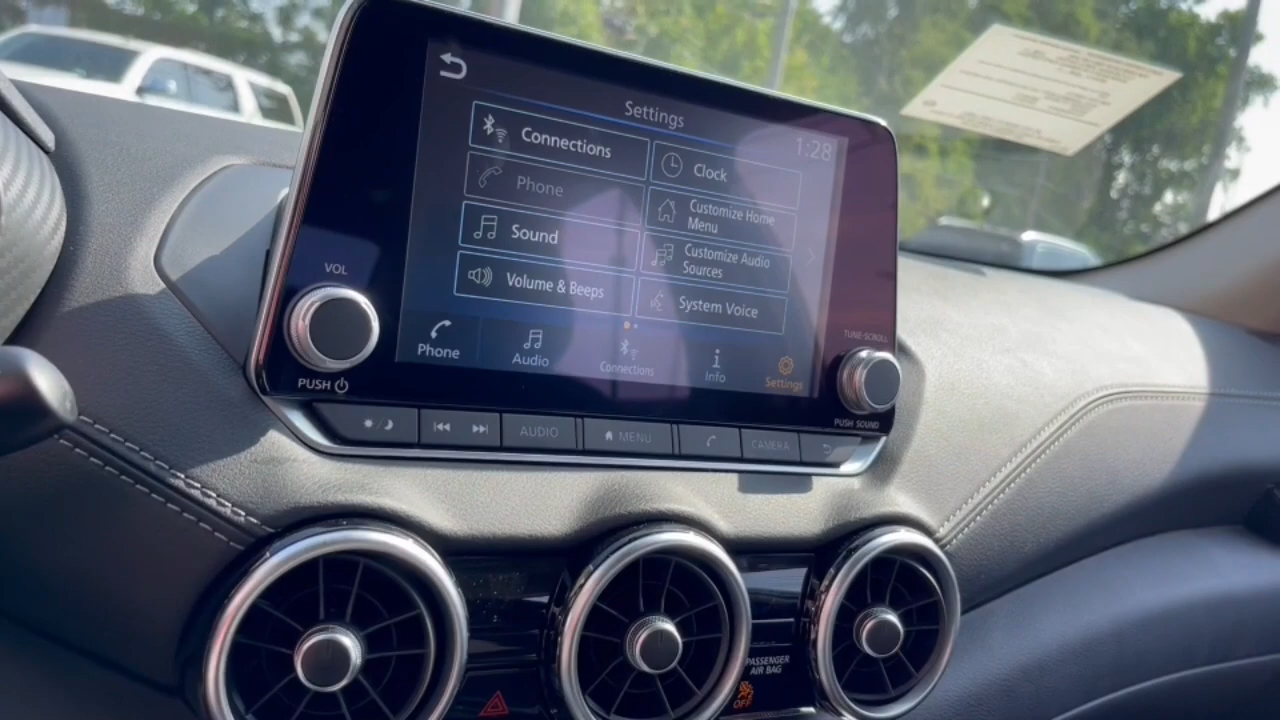 Settings
1:28
Connections
Clock
Phone
Customize Home
Menu
Sound
Customize Audio
Sources
Volume & Beeps
System Voice
Phone
Audio
Connections
Info
Settings
VOL
PUSH
TUNE·SCROLL
PUSH SOUND
AUDIO
MENU
CAMERA
PASSENGER
AIR BAG
OFF